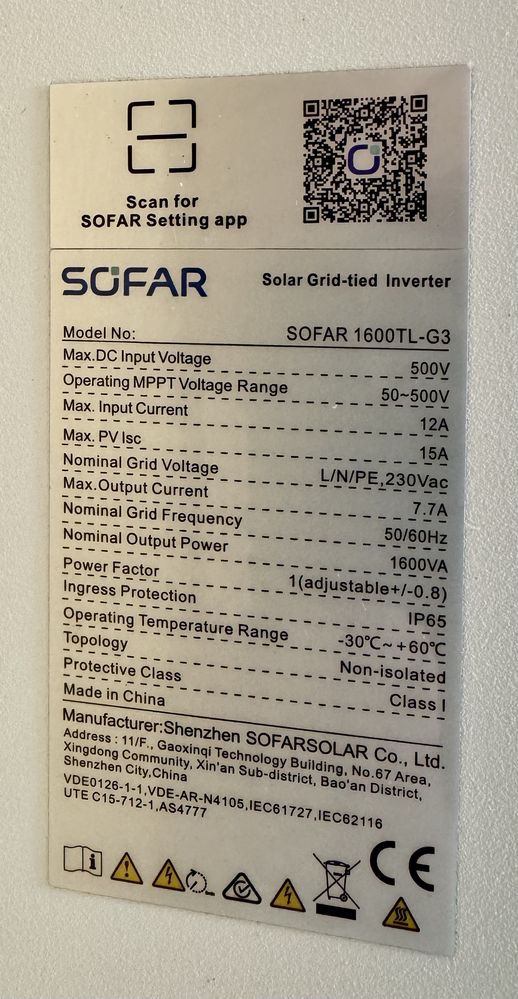 Scan for
SOFAR Setting app
SOFAR
Solar Grid-tied Inverter
Model No: SOFAR 1600TL-G3
Max.DC Input Voltage 500V
Operating MPPT Voltage Range 50~500V
Max. Input Current 12A
Max. PV Isc 15A
Nominal Grid Voltage L/N/PE,230Vac
Max.Output Current 7.7A
Nominal Grid Frequency 50/60Hz
Nominal Output Power 1600VA
Power Factor 1(adjustable+/-0.8)
Ingress Protection IP65
Operating Temperature Range -30℃~+60℃
Topology Non-isolated
Protective Class Class I
Made in China
Manufacturer:Shenzhen SOFARSOLAR Co., Ltd.
Address : 11/F., Gaoxinqi Technology Building, No.67 Area,
Xingdong Community, Xin'an Sub-district, Bao'an District,
Shenzhen City,China
VDE0126-1-1,VDE-AR-N4105,IEC61727,IEC62116
UTE C15-712-1,AS4777
CE